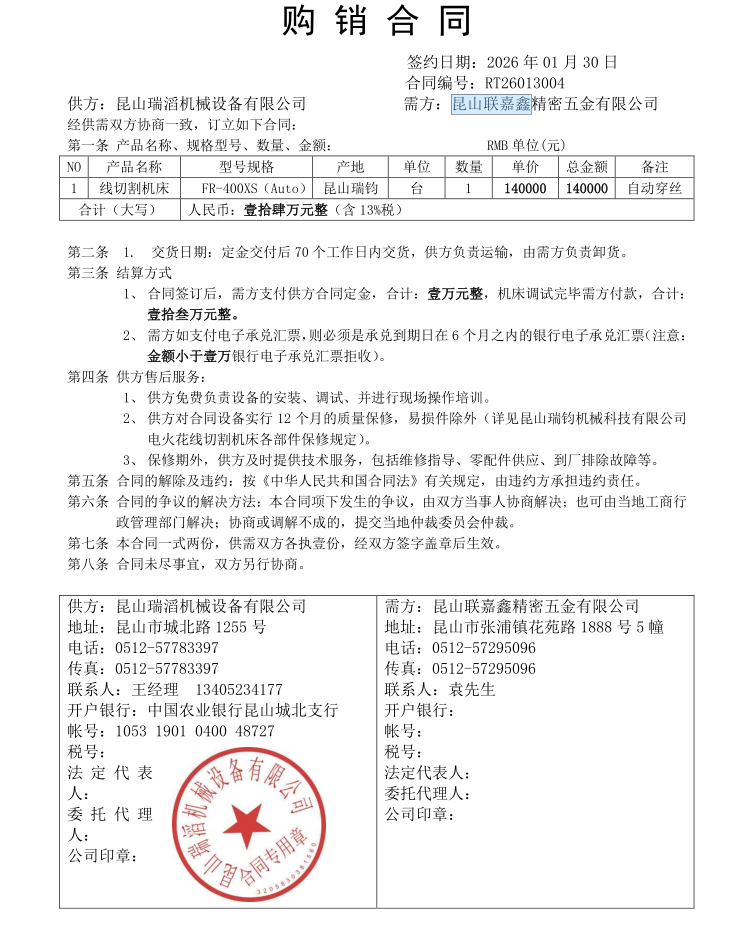 购销合同
签约日期：2026年01月30日
合同编号：RT26013004
供方：昆山瑞滔机械设备有限公司 需方：昆山联嘉鑫精密五金有限公司
经供需双方协商一致，订立如下合同：
第一条 产品名称、规格型号、数量、金额： RMB单位(元)
NO 产品名称 型号规格 产地 单位 数量 单价 总金额 备注
1 线切割机床 FR-400XS（Auto） 昆山瑞钧 台 1 140000 140000 自动穿丝
合计（大写） 人民币：壹拾肆万元整（含13%税）
第二条 1. 交货日期：定金交付后70个工作日内交货，供方负责运输，由需方负责卸货。
第三条 结算方式
1、 合同签订后，需方支付供方合同定金，合计：壹万元整，机床调试完毕需方付款，合计：
壹拾叁万元整。
2、 需方如支付电子承兑汇票，则必须是承兑到期日在6个月之内的银行电子承兑汇票（注意：
金额小于壹万银行电子承兑汇票拒收）。
第四条 供方售后服务：
1、 供方免费负责设备的安装、调试、并进行现场操作培训。
2、 供方对合同设备实行12个月的质量保修，易损件除外（详见昆山瑞钧机械科技有限公司
电火花线切割机床各部件保修规定）。
3、 保修期外，供方及时提供技术服务，包括维修指导、零配件供应、到厂排除故障等。
第五条 合同的解除及违约：按《中华人民共和国合同法》有关规定，由违约方承担违约责任。
第六条 合同的争议的解决方法：本合同项下发生的争议，由双方当事人协商解决；也可由当地工商行
政管理部门解决；协商或调解不成的，提交当地仲裁委员会仲裁。
第七条 本合同一式两份，供需双方各执壹份，经双方签字盖章后生效。
第八条 合同未尽事宜，双方另行协商。
供方：昆山瑞滔机械设备有限公司
地址：昆山市城北路1255号
电话：0512-57783397
传真：0512-57783397
联系人：王经理 13405234177
开户银行：中国农业银行昆山城北支行
帐号：1053 1901 0400 48727
税号：
法定代表
人：
委托代理
人：
公司印章：
昆山瑞滔机械设备有限公司
合同专用章
3205830381560
需方：昆山联嘉鑫精密五金有限公司
地址：昆山市张浦镇花苑路1888号5幢
电话：0512-57295096
传真：0512-57295096
联系人：袁先生
开户银行：
帐号：
税号：
法定代表人：
委托代理人：
公司印章：